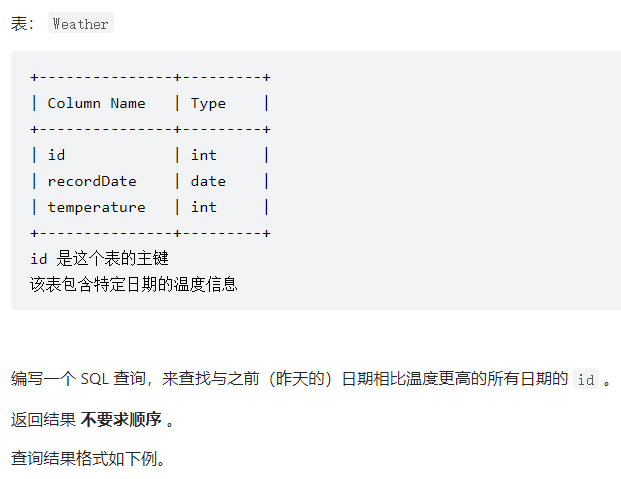 表： Weather
+---------------+---------+
| Column Name   | Type    |
+---------------+---------+
| id            | int     |
| recordDate    | date    |
| temperature   | int     |
+---------------+---------+
id 是这个表的主键
该表包含特定日期的温度信息
编写一个 SQL 查询，来查找与之前（昨天的）日期相比温度更高的所有日期的 id 。
返回结果 不要求顺序 。
查询结果格式如下例。